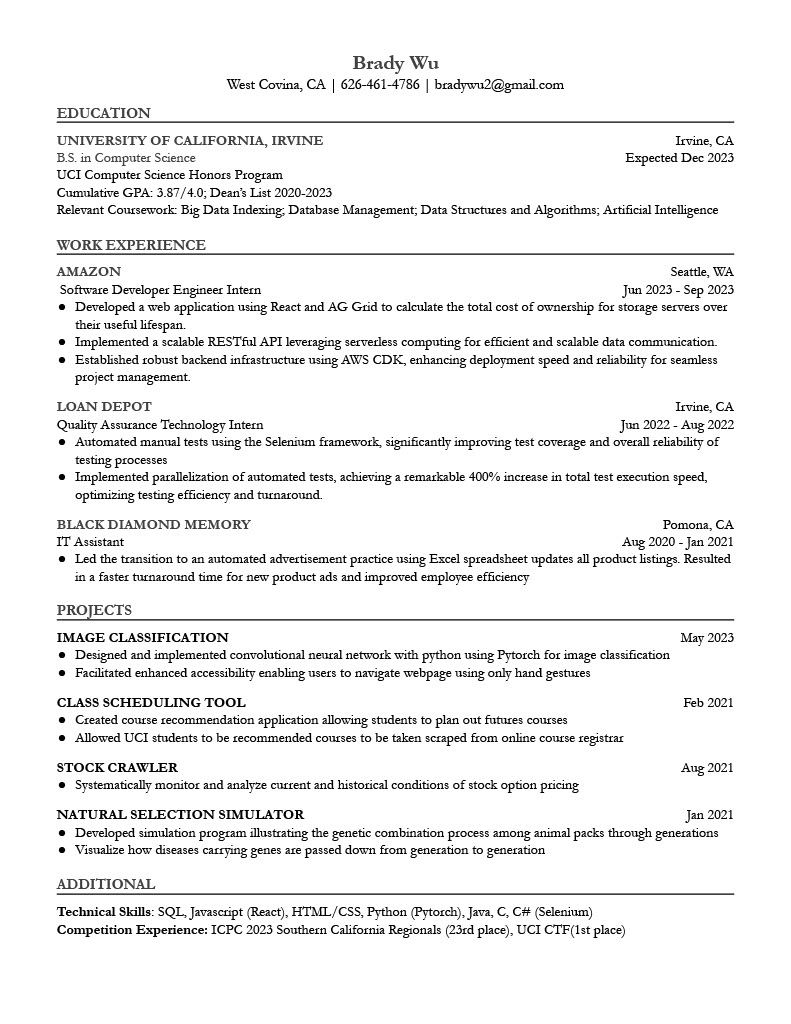 Brady Wu
West Covina, CA | 626-461-4786 | bradywu2@gmail.com
EDUCATION
UNIVERSITY OF CALIFORNIA, IRVINE Irvine, CA
B.S. in Computer Science Expected Dec 2023
UCI Computer Science Honors Program
Cumulative GPA: 3.87/4.0; Dean's List 2020-2023
Relevant Coursework: Big Data Indexing; Database Management; Data Structures and Algorithms; Artificial Intelligence
WORK EXPERIENCE
AMAZON Seattle, WA
Software Developer Engineer Intern Jun 2023 - Sep 2023
● Developed a web application using React and AG Grid to calculate the total cost of ownership for storage servers over
their useful lifespan.
● Implemented a scalable RESTful API leveraging serverless computing for efficient and scalable data communication.
● Established robust backend infrastructure using AWS CDK, enhancing deployment speed and reliability for seamless
project management.
LOAN DEPOT Irvine, CA
Quality Assurance Technology Intern Jun 2022 - Aug 2022
● Automated manual tests using the Selenium framework, significantly improving test coverage and overall reliability of
testing processes
● Implemented parallelization of automated tests, achieving a remarkable 400% increase in total test execution speed,
optimizing testing efficiency and turnaround.
BLACK DIAMOND MEMORY Pomona, CA
IT Assistant Aug 2020 - Jan 2021
● Led the transition to an automated advertisement practice using Excel spreadsheet updates all product listings. Resulted
in a faster turnaround time for new product ads and improved employee efficiency
PROJECTS
IMAGE CLASSIFICATION May 2023
● Designed and implemented convolutional neural network with python using Pytorch for image classification
● Facilitated enhanced accessibility enabling users to navigate webpage using only hand gestures
CLASS SCHEDULING TOOL Feb 2021
● Created course recommendation application allowing students to plan out futures courses
● Allowed UCI students to be recommended courses to be taken scraped from online course registrar
STOCK CRAWLER Aug 2021
● Systematically monitor and analyze current and historical conditions of stock option pricing
NATURAL SELECTION SIMULATOR Jan 2021
● Developed simulation program illustrating the genetic combination process among animal packs through generations
● Visualize how diseases carrying genes are passed down from generation to generation
ADDITIONAL
Technical Skills: SQL, Javascript (React), HTML/CSS, Python (Pytorch), Java, C, C# (Selenium)
Competition Experience: ICPC 2023 Southern California Regionals (23rd place), UCI CTF(1st place)